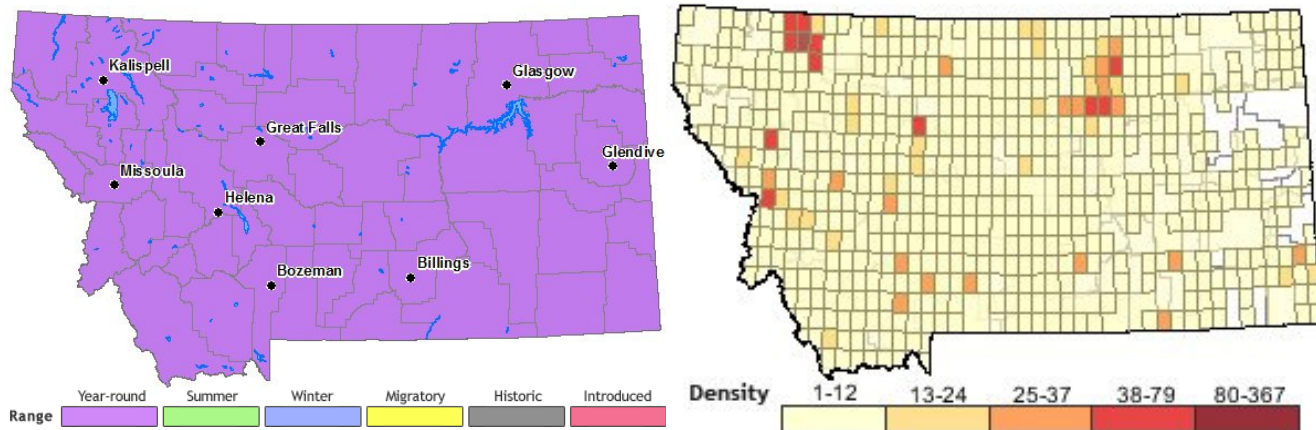 Kalispell
Glasgow
Great Falls
Glendive
Missoula
Helena
Bozeman
Billings
Range Year-round Summer Winter Migratory Historic Introduced
Density 1-12 13-24 25-37 38-79 80-367